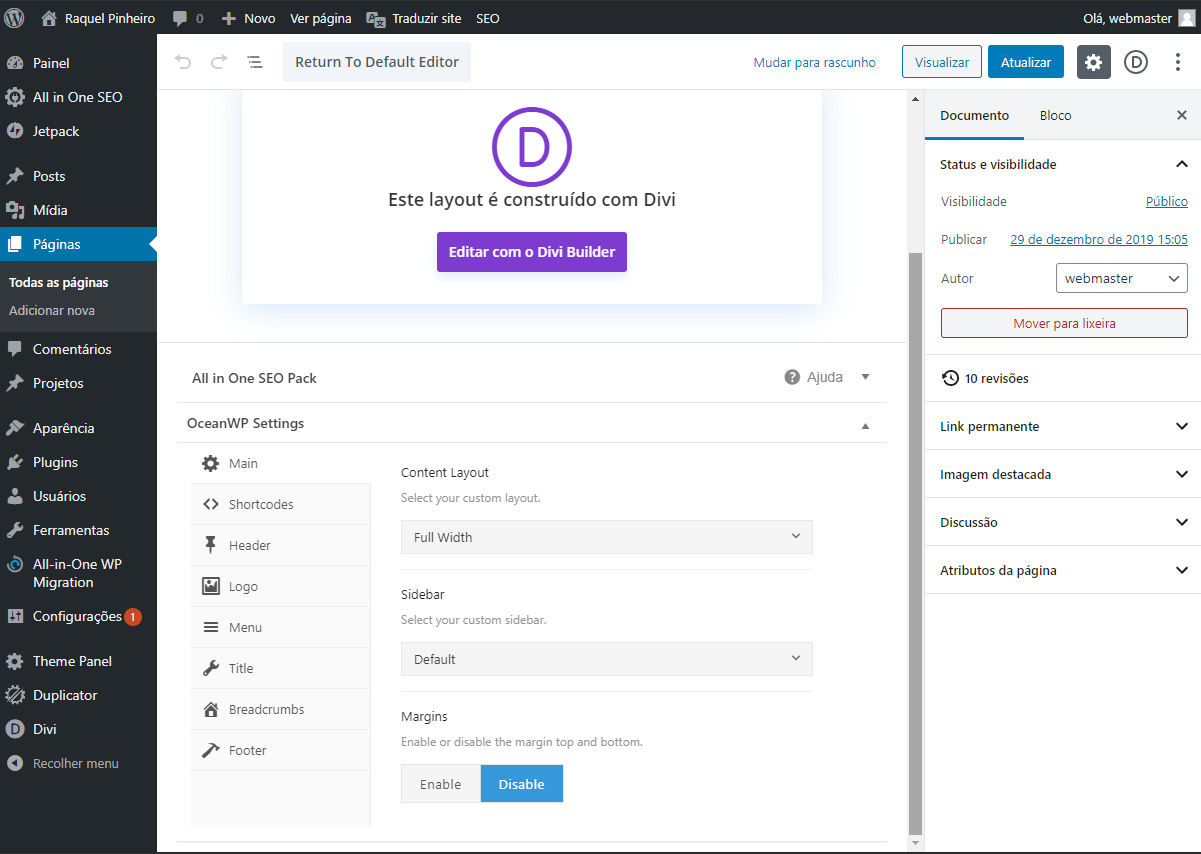 Raquel Pinheiro
0
Novo
Ver página
Traduzir site
SEO
Olá, webmaster
Painel
All in One SEO
Jetpack
Posts
Mídia
Páginas
Todas as páginas
Adicionar nova
Comentários
Projetos
Aparência
Plugins
Usuários
Ferramentas
All-in-One WP
Migration
Configurações 1
Theme Panel
Duplicator
D Divi
Recolher menu
Return To Default Editor
Mudar para rascunho
Visualizar
Atualizar
D
D
Este layout é construído com Divi
Editar com o Divi Builder
All in One SEO Pack
? Ajuda
OceanWP Settings
Main
Shortcodes
Header
Logo
Menu
Title
Breadcrumbs
Footer
Content Layout
Select your custom layout.
Full Width
Sidebar
Select your custom sidebar.
Default
Margins
Enable or disable the margin top and bottom.
Enable
Disable
Documento
Bloco
Status e visibilidade
Visibilidade
Público
Publicar
29 de dezembro de 2019 15:05
Autor
webmaster
Mover para lixeira
10 revisões
Link permanente
Imagem destacada
Discussão
Atributos da página